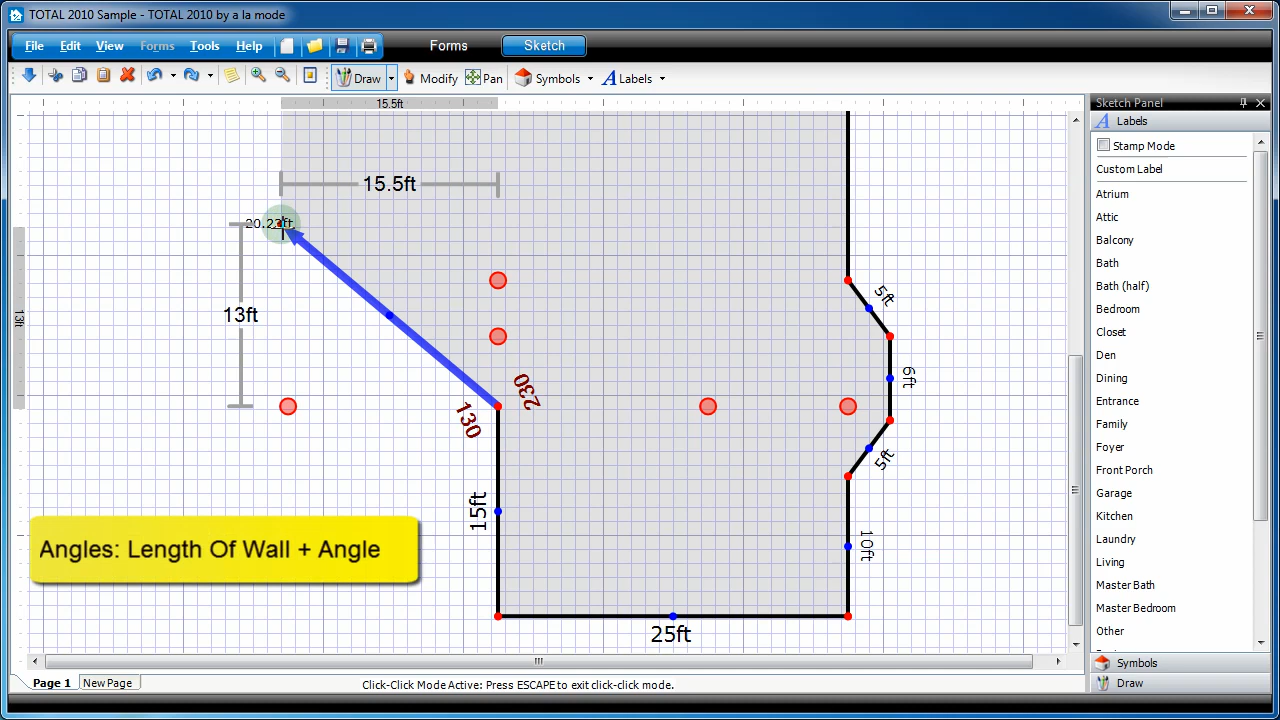 TOTAL 2010 Sample - TOTAL 2010 by a la mode
File Edit View Forms Tools Help Forms Sketch
Draw Modify Pan Symbols Labels
15.5ft
Sketch Panel
Labels
Stamp Mode
Custom Label
Atrium
Attic
Balcony
Bath
Bath (half)
Bedroom
Closet
Den
Dining
Entrance
Family
Foyer
Front Porch
Garage
Kitchen
Laundry
Living
Master Bath
Master Bedroom
Other
Symbols
Draw
15.5ft
20.23ft
13ft
13ft
5ft
6ft
5ft
230
130
15ft
10ft
25ft
Angles: Length Of Wall + Angle
Page 1 New Page
Click-Click Mode Active: Press ESCAPE to exit click-click mode.